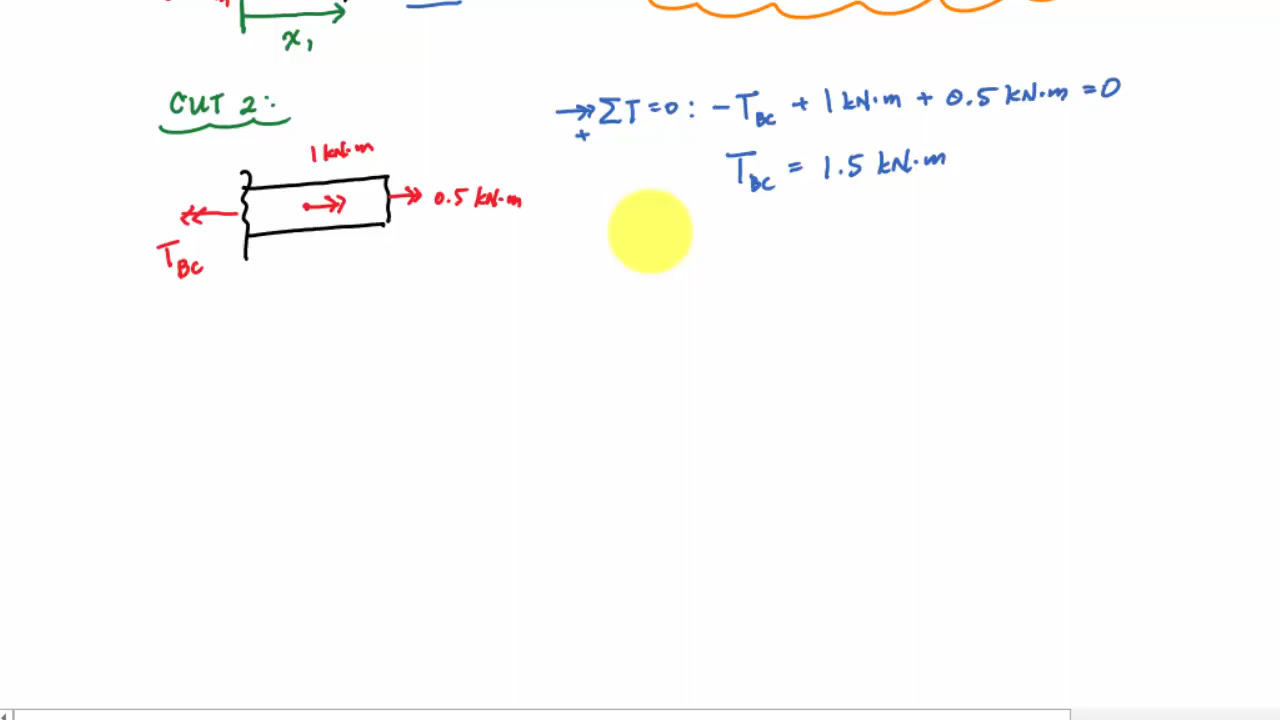 x₁
CUT 2:
→→ΣT=0: -T_BC + 1 kN·m + 0.5 kN·m = 0
+
1 kN·m
T_BC = 1.5 kN·m
0.5 kN·m
T_BC